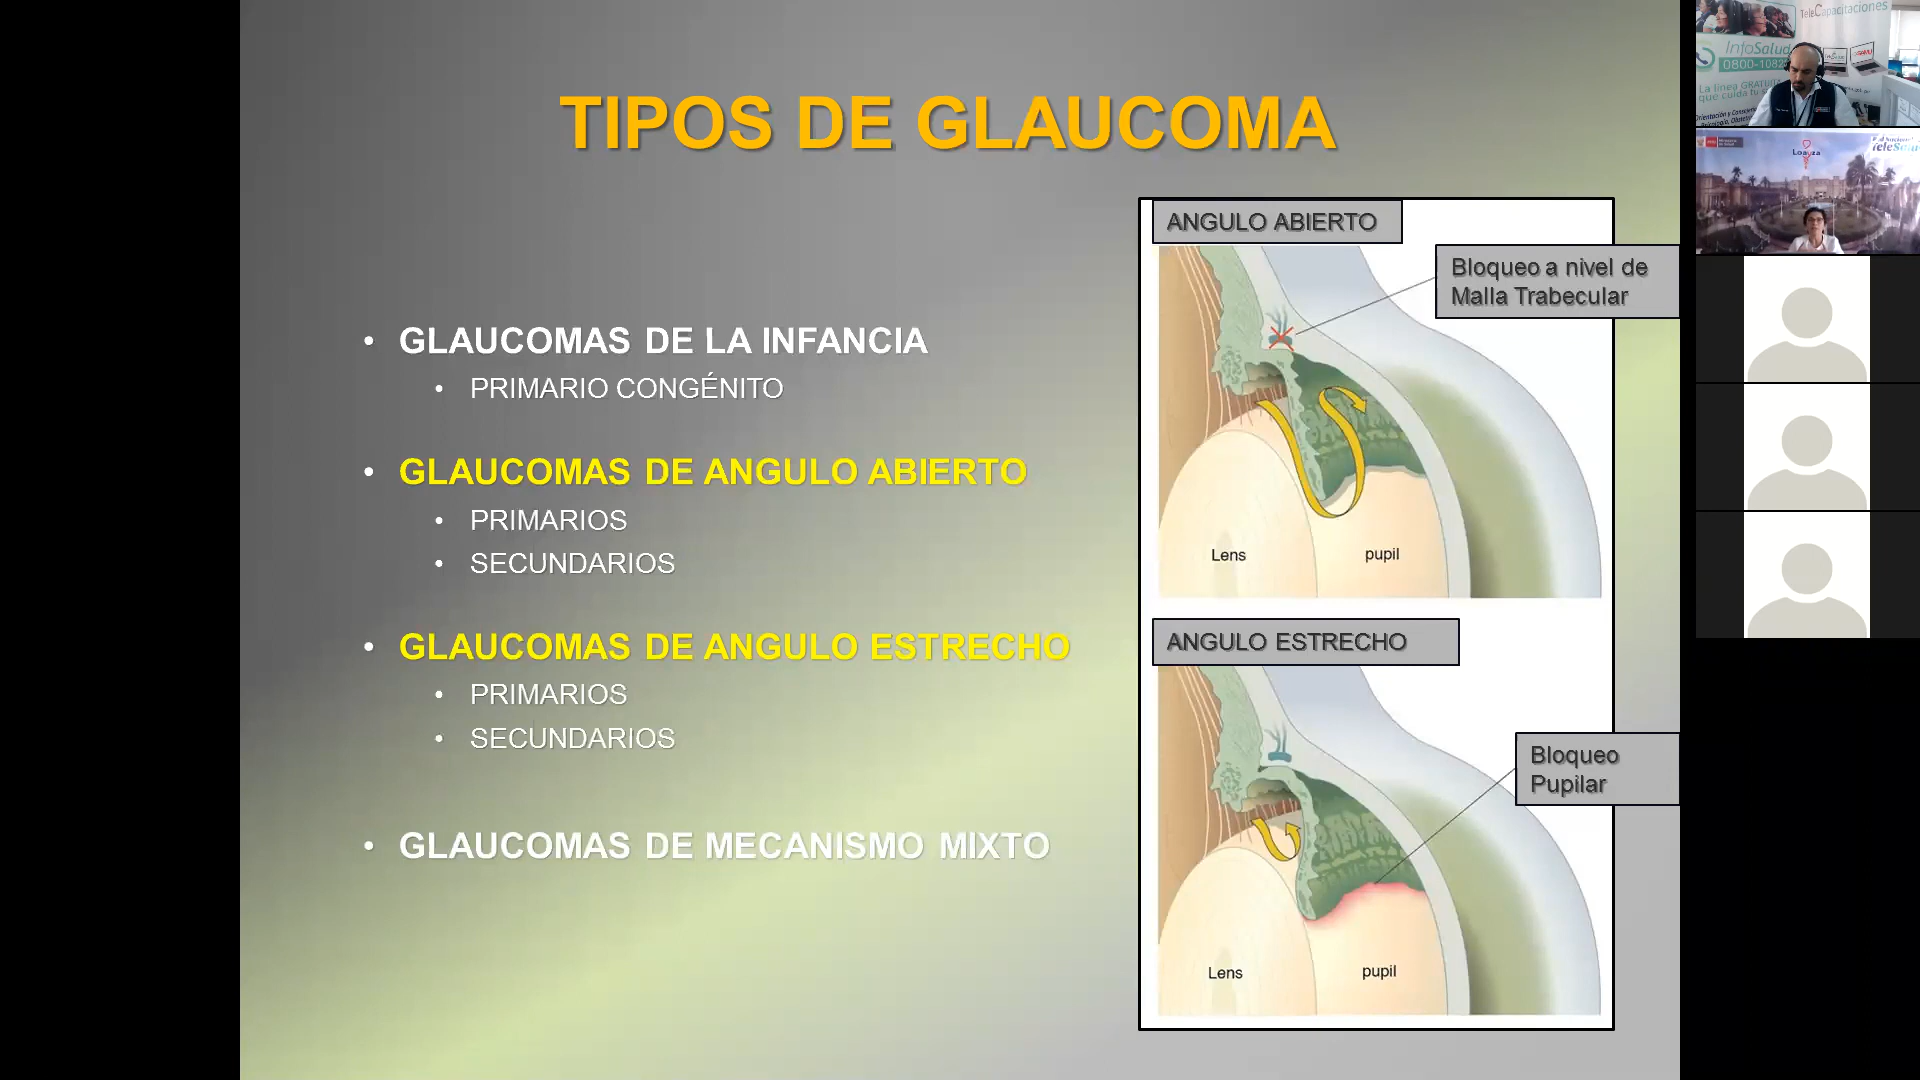 TIPOS DE GLAUCOMA
• GLAUCOMAS DE LA INFANCIA
• PRIMARIO CONGÉNITO
• GLAUCOMAS DE ANGULO ABIERTO
• PRIMARIOS
• SECUNDARIOS
• GLAUCOMAS DE ANGULO ESTRECHO
• PRIMARIOS
• SECUNDARIOS
• GLAUCOMAS DE MECANISMO MIXTO
ANGULO ABIERTO
Bloqueo a nivel de
Malla Trabecular
Lens
pupil
ANGULO ESTRECHO
Bloqueo
Pupilar
Lens
pupil
TeleCapacitaciones
InfoSalud
0800-1082
La línea GRATUITA
que cuida tu
Loayza